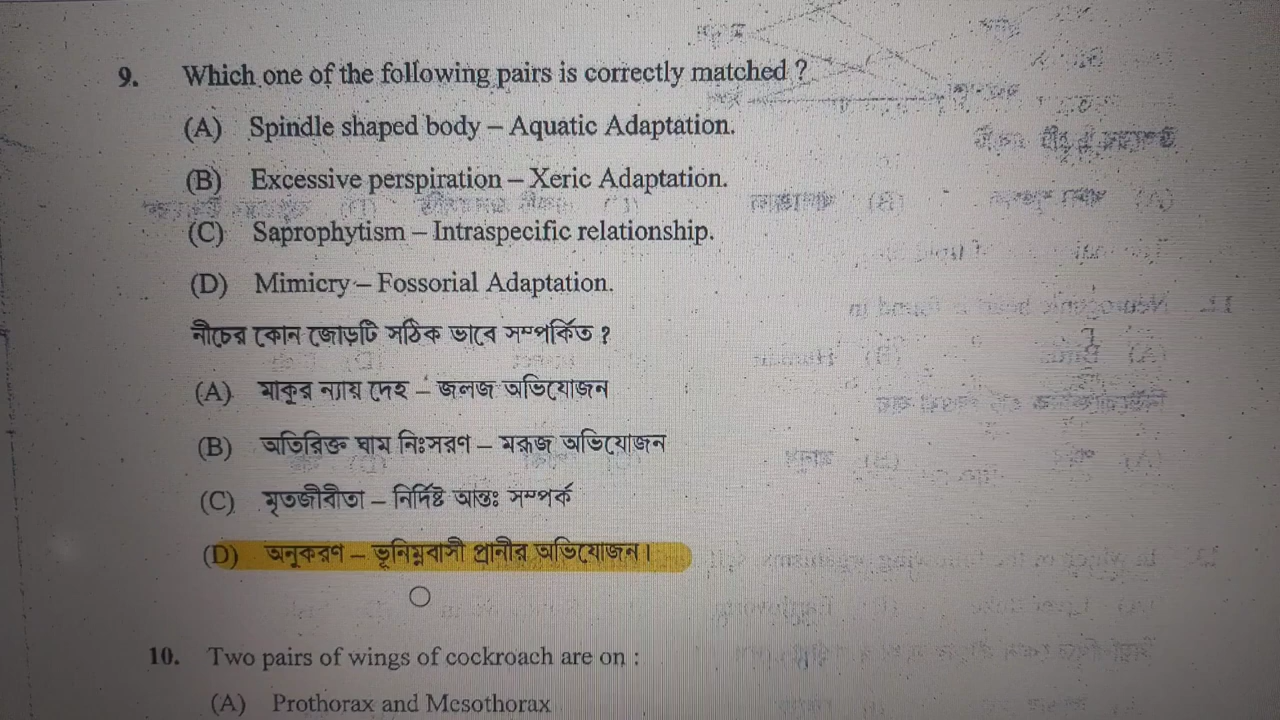 9. Which one of the following pairs is correctly matched ?
(A) Spindle shaped body – Aquatic Adaptation.
(B) Excessive perspiration – Xeric Adaptation.
(C) Saprophytism – Intraspecific relationship.
(D) Mimicry – Fossorial Adaptation.
নীচের কোন জোড়টি সঠিক ভাবে সম্পর্কিত ?
(A) মাকুর ন্যায় দেহ – জলজ অভিযোজন
(B) অতিরিক্ত ঘাম নিঃসরণ – মরুজ অভিযোজন
(C) মৃতজীবীতা – নির্দিষ্ট আন্তঃ সম্পর্ক
(D) অনুকরণ – ভূনিম্নবাসী প্রানীর অভিযোজন।
10. Two pairs of wings of cockroach are on :
(A) Prothorax and Mesothorax